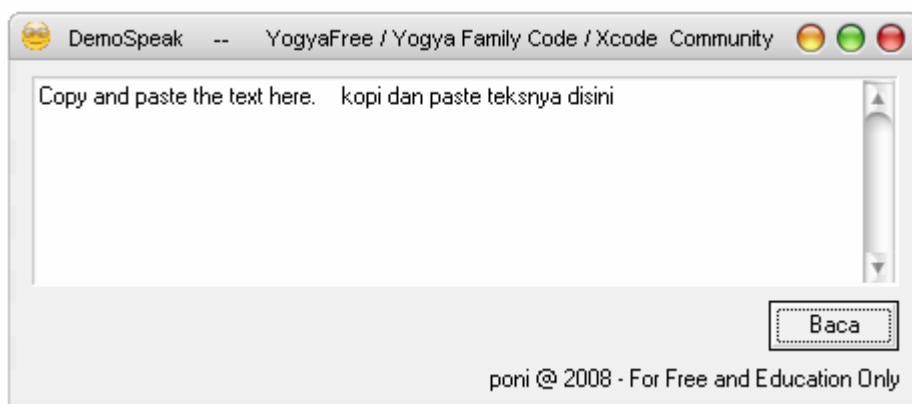 DemoSpeak -- YogyaFree / Yogya Family Code / Xcode Community
Copy and paste the text here. kopi dan paste teksnya disini
Baca
poni @ 2008 - For Free and Education Only